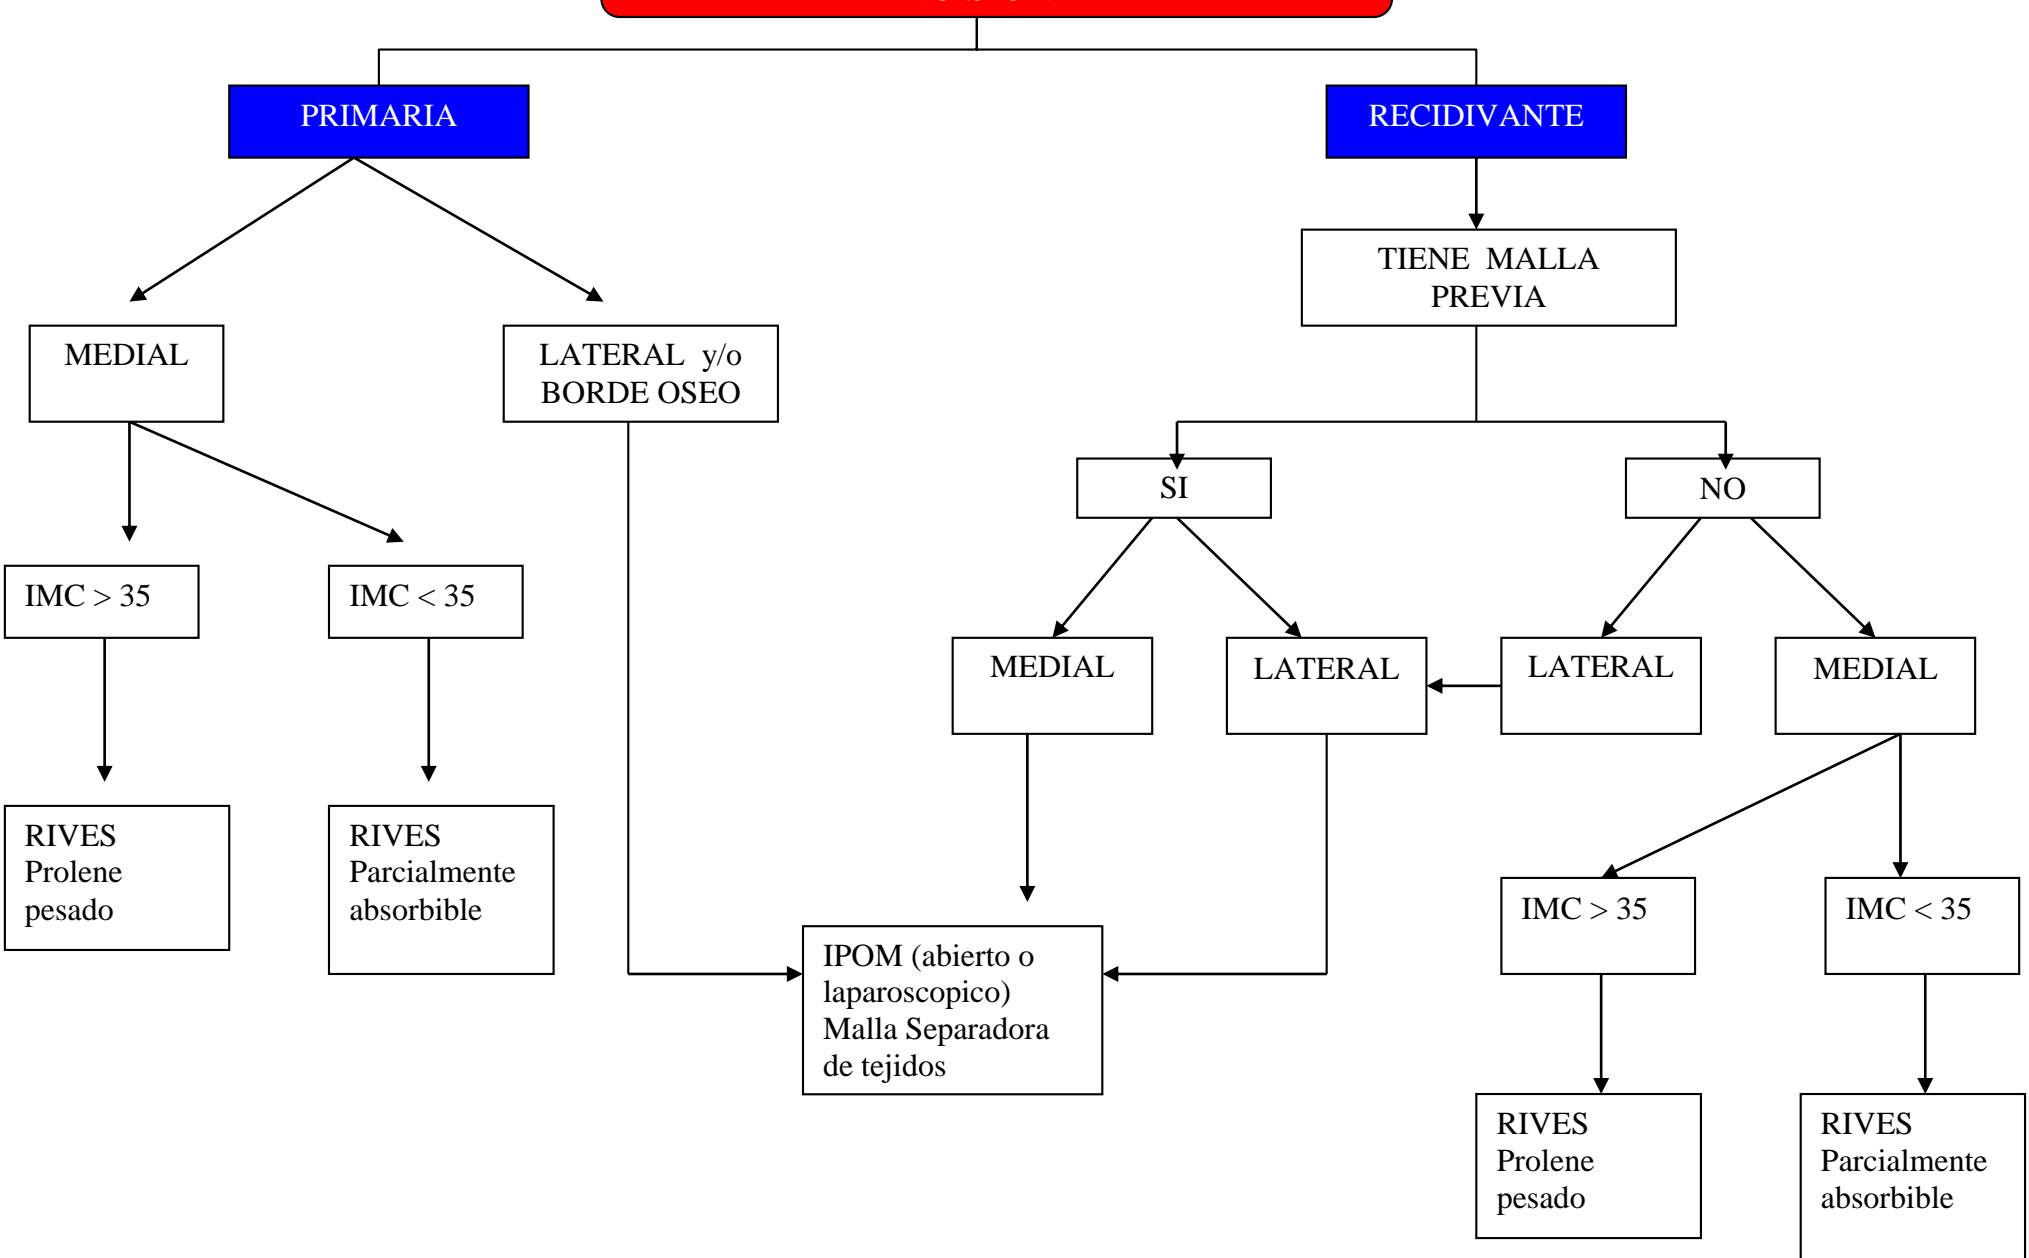 PRIMARIA
RECIDIVANTE
TIENE MALLA
PREVIA
MEDIAL
LATERAL y/o
BORDE OSEO
SI
NO
IMC > 35
IMC < 35
MEDIAL
LATERAL
LATERAL
MEDIAL
RIVES
Prolene
pesado
RIVES
Parcialmente
absorbible
IPOM (abierto o
laparoscopico)
Malla Separadora
de tejidos
IMC > 35
IMC < 35
RIVES
Prolene
pesado
RIVES
Parcialmente
absorbible